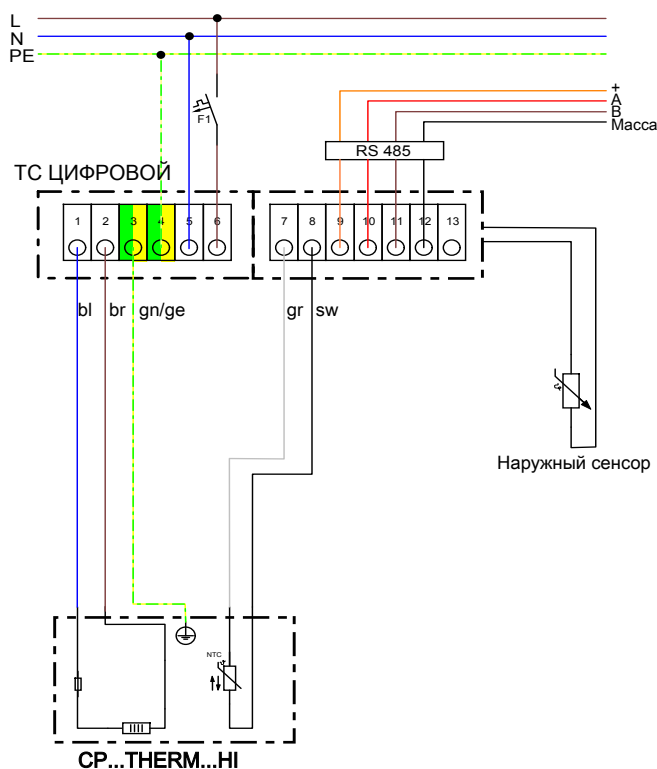 L
N
PE
+
A
B
Масса
F1
RS 485
ТС ЦИФРОВОЙ
1 2 3 4 5 6 7 8 9 10 11 12 13
bl br gn/ge gr sw
Наружный сенсор
NTC
CP...THERM...HI